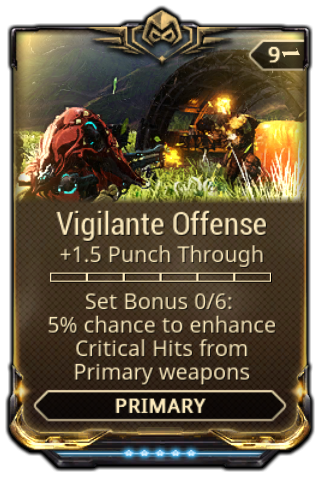 9
Vigilante Offense
+1.5 Punch Through
Set Bonus 0/6:
5% chance to enhance
Critical Hits from
Primary weapons
PRIMARY